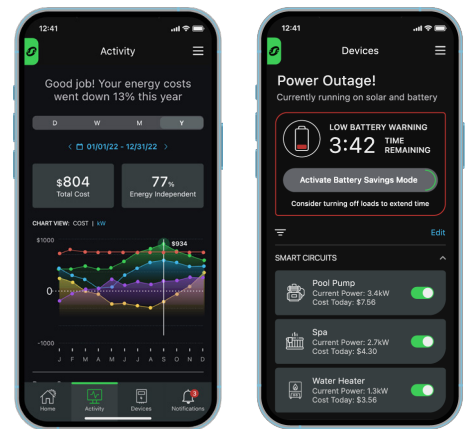 12:41
Activity
Good job! Your energy costs
went down 13% this year
D W M Y
01/01/22 - 12/31/22
$804
Total Cost
77%
Energy Independent
CHART VIEW: COST | kW
$1000
$934
0
-1000
J F M A M J J A S O N D
Home
Activity
Devices
3
Notifications
12:41
Devices
Power Outage!
Currently running on solar and battery
LOW BATTERY WARNING
3:42 TIME
REMAINING
Activate Battery Savings Mode
Consider turning off loads to extend time
Edit
SMART CIRCUITS
Pool Pump
Current Power: 3.4kW
Cost Today: $7.56
Spa
Current Power: 2.7kW
Cost Today: $4.30
Water Heater
Current Power: 1.3kW
Cost Today: $3.56